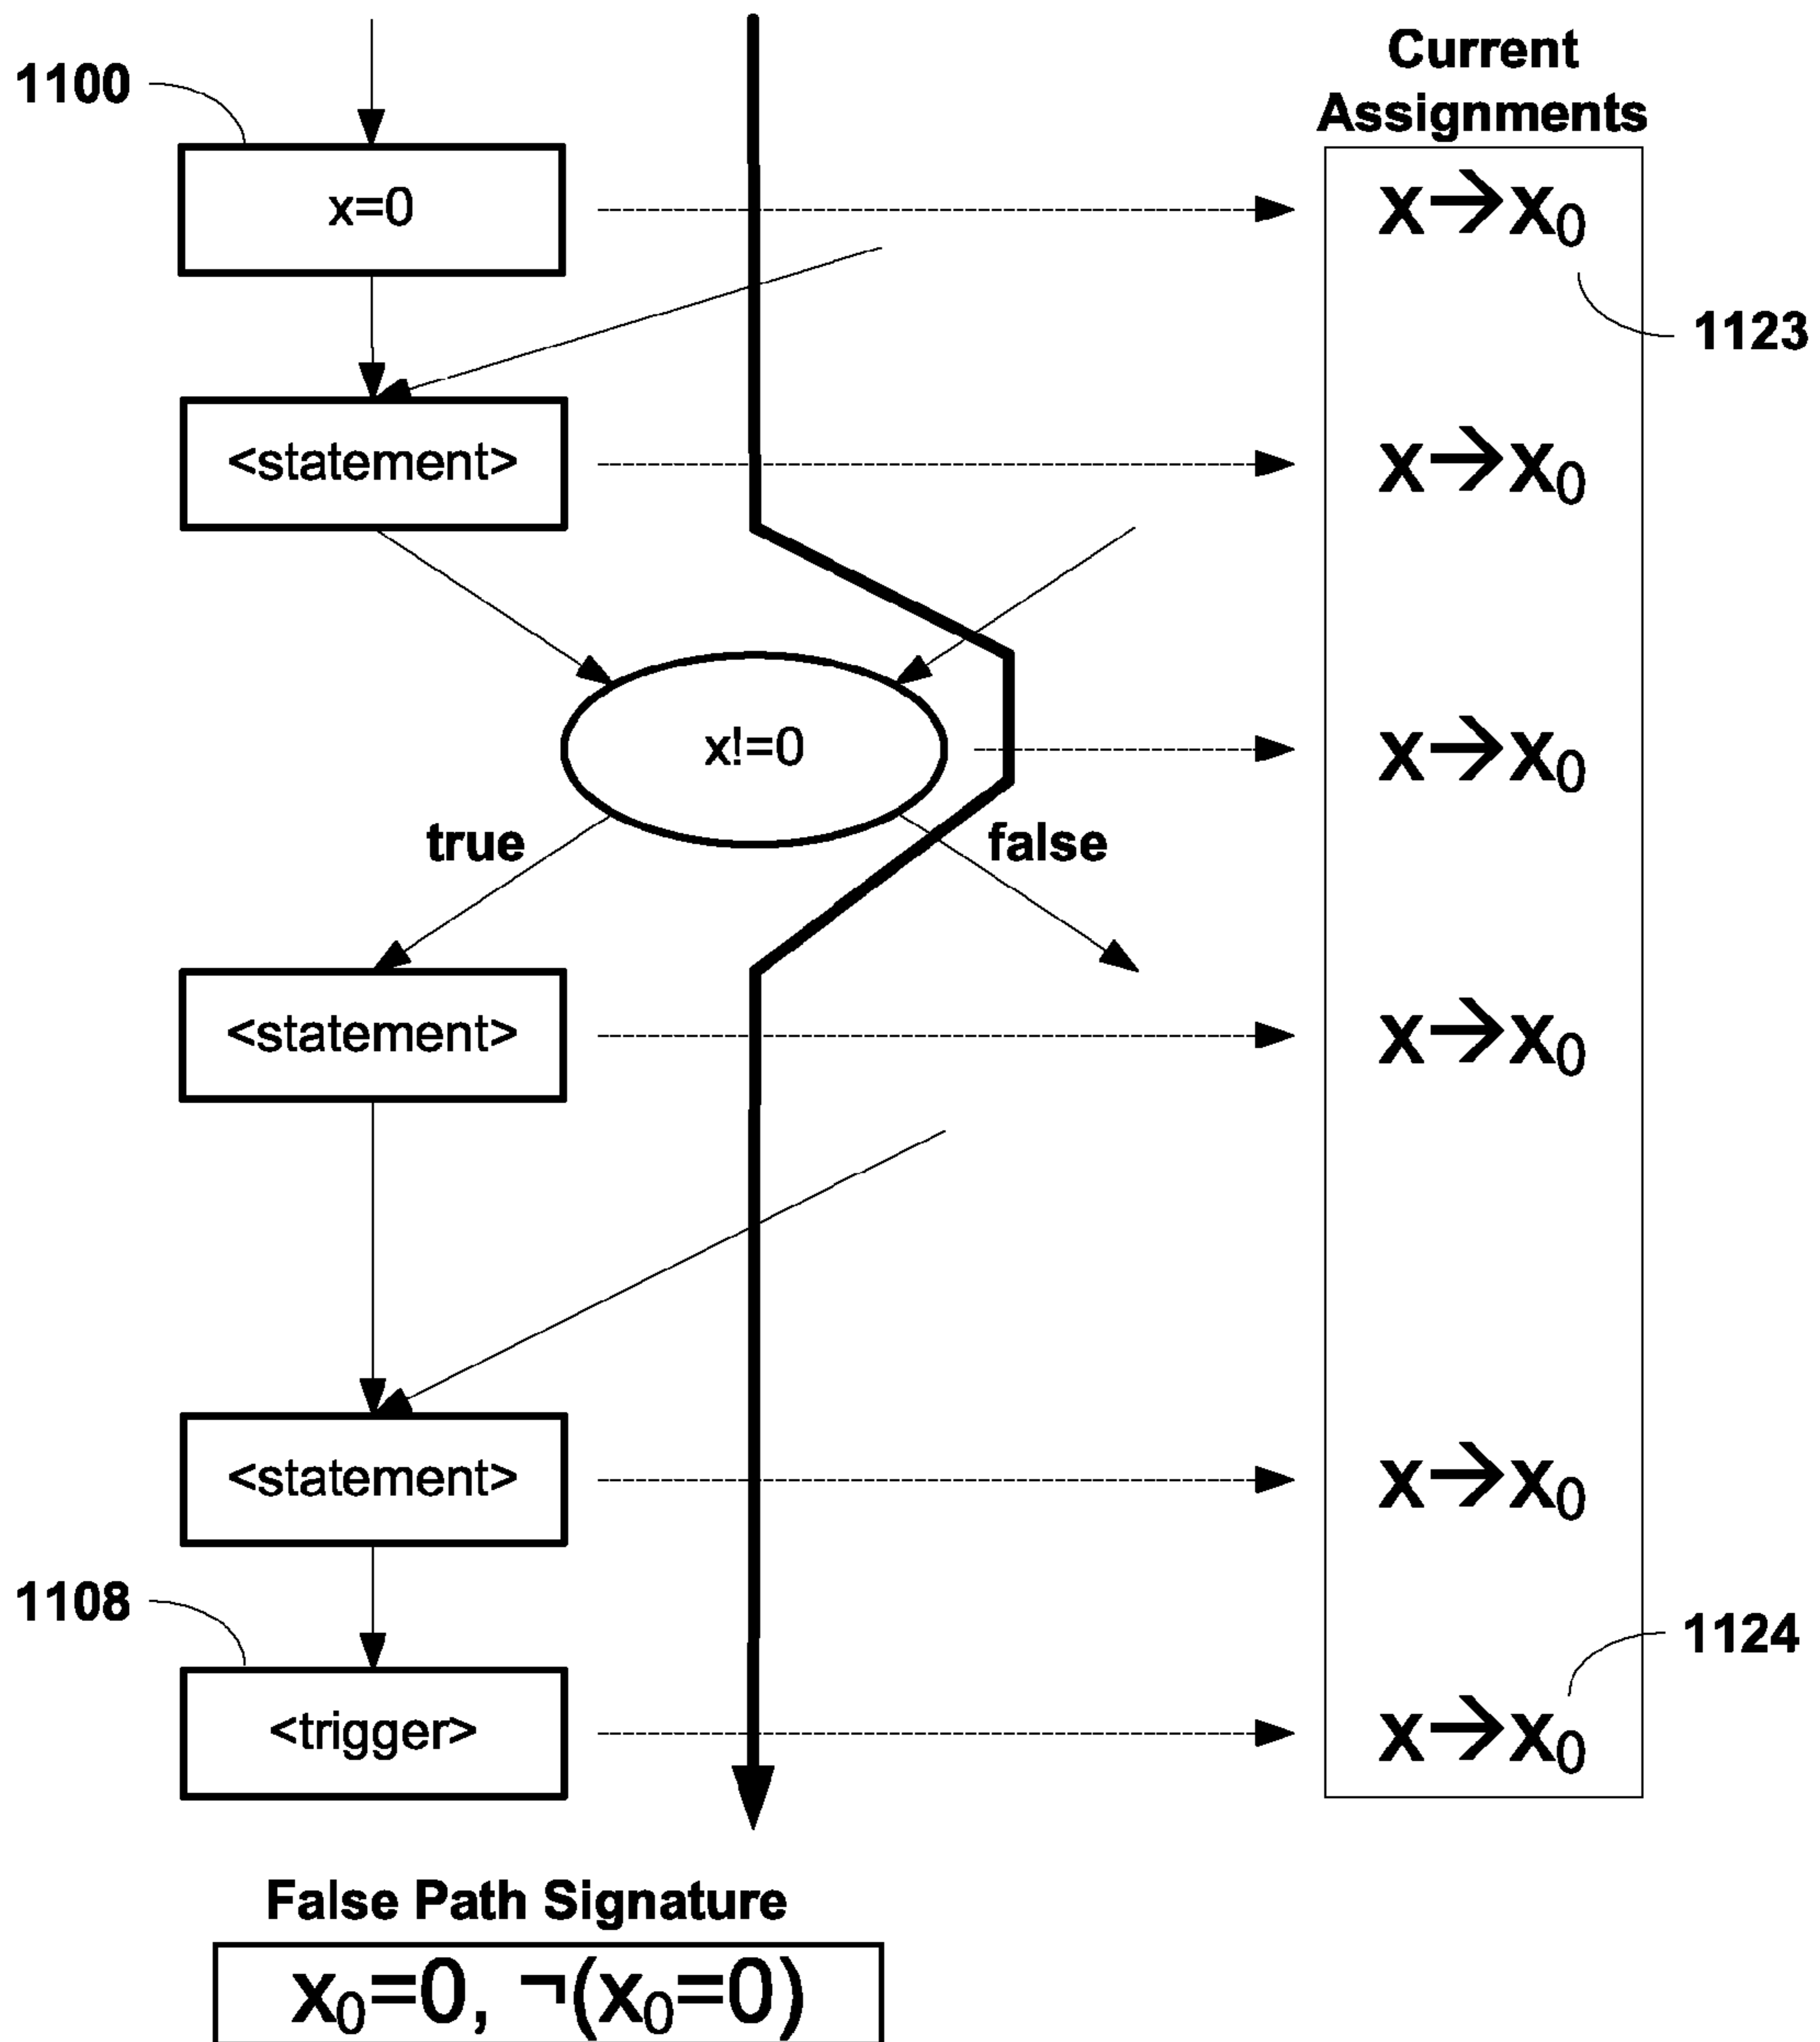 Current
Assignments
1100
x=0
x→x₀
1123
<statement>
x→x₀
x!=0
x→x₀
true
false
<statement>
x→x₀
<statement>
x→x₀
1108
1124
<trigger>
x→x₀
False Path Signature
x₀=0, ¬(x₀=0)